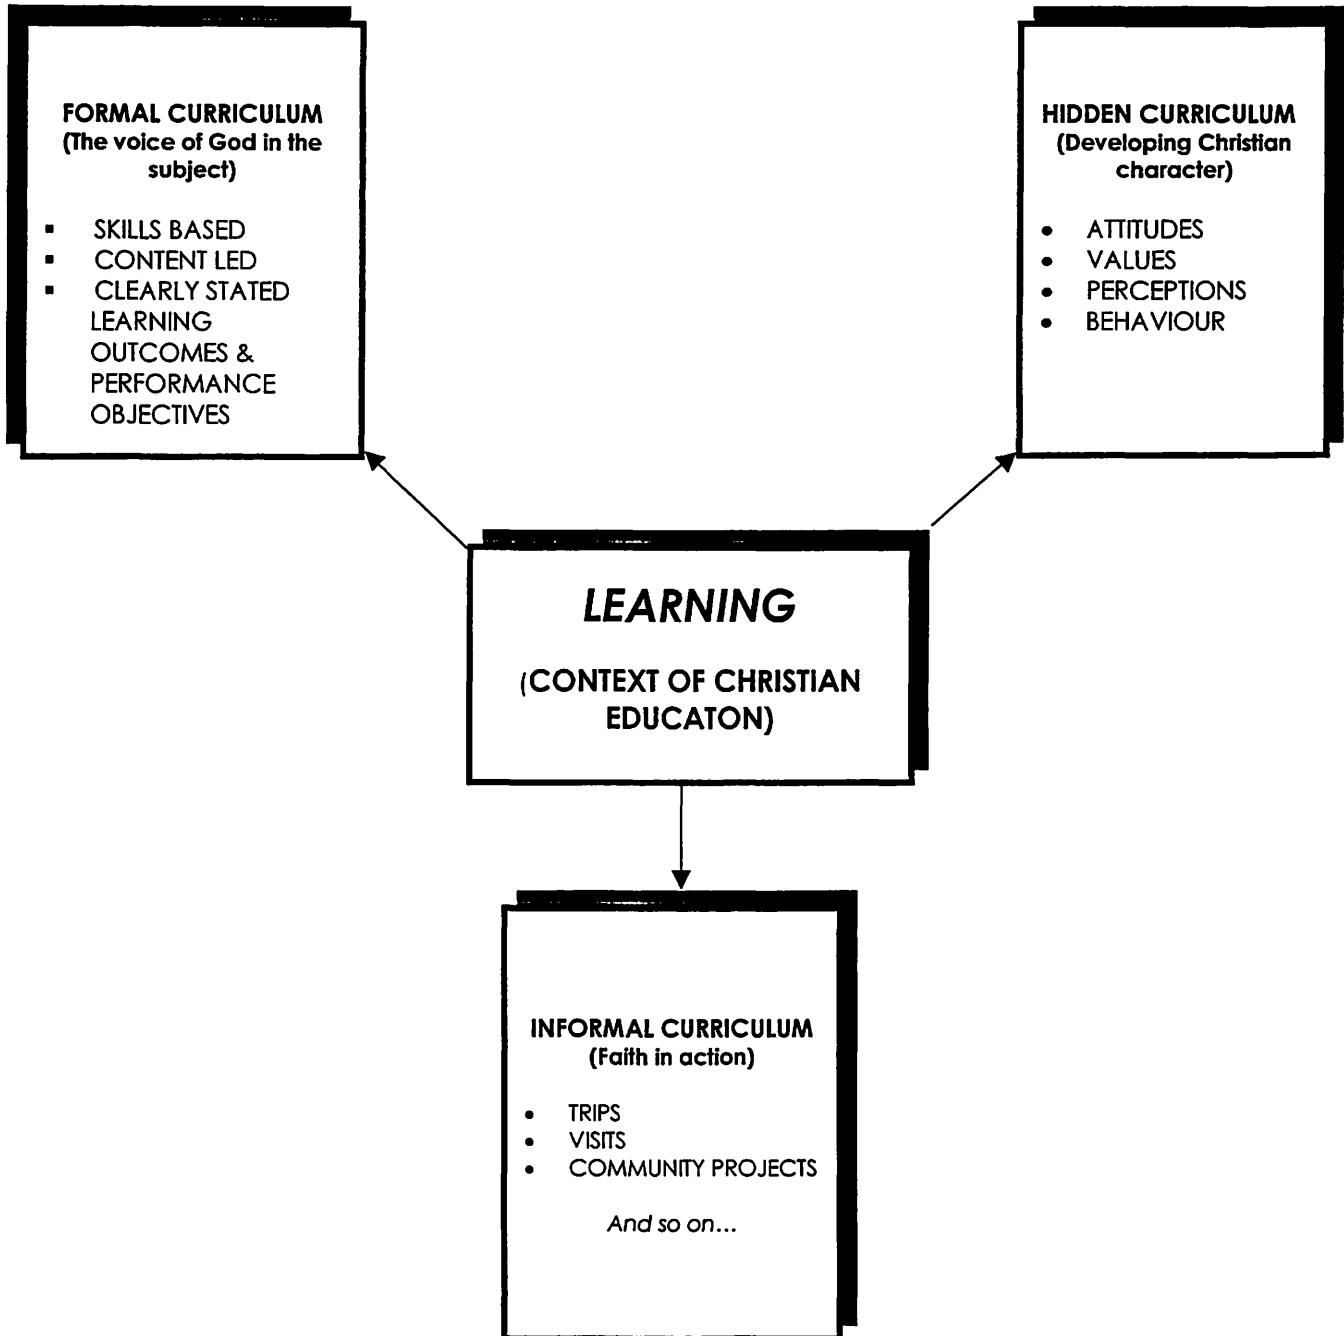 FORMAL CURRICULUM
(The voice of God in the
subject)
▪ SKILLS BASED
▪ CONTENT LED
▪ CLEARLY STATED
LEARNING
OUTCOMES &
PERFORMANCE
OBJECTIVES
HIDDEN CURRICULUM
(Developing Christian
character)
• ATTITUDES
• VALUES
• PERCEPTIONS
• BEHAVIOUR
LEARNING
(CONTEXT OF CHRISTIAN
EDUCATON)
INFORMAL CURRICULUM
(Faith in action)
• TRIPS
• VISITS
• COMMUNITY PROJECTS
And so on...